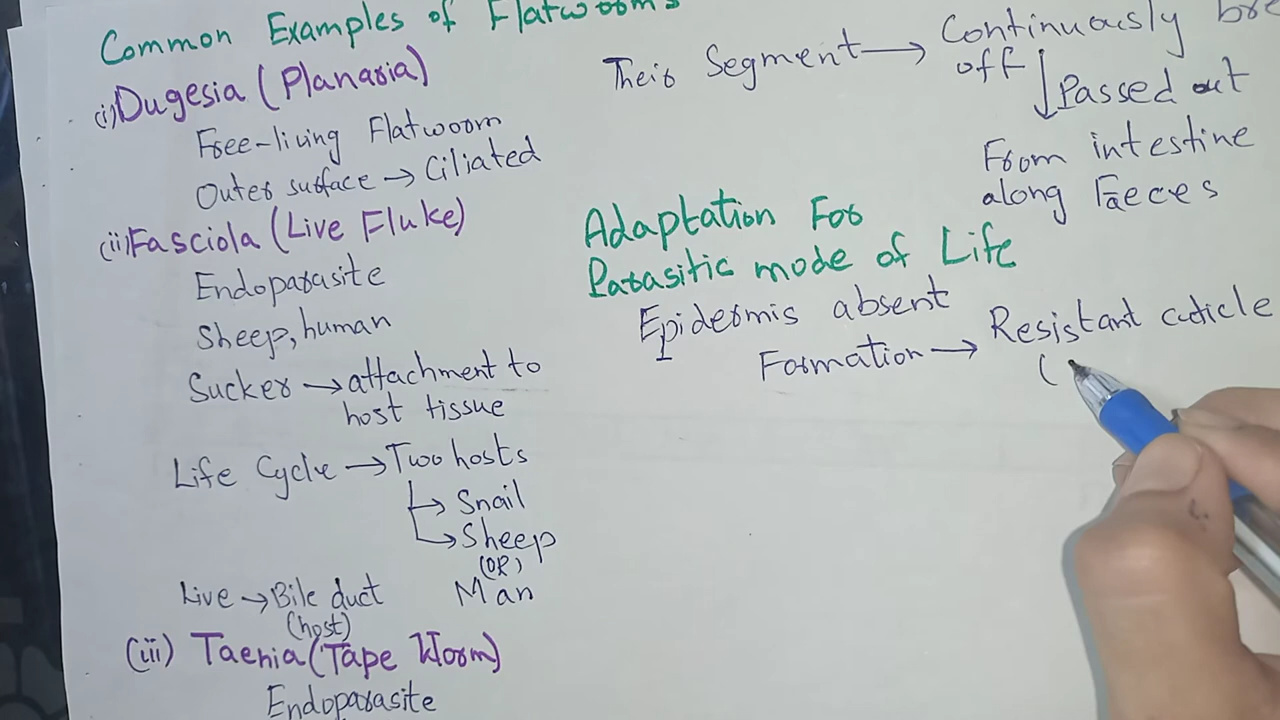 Common Examples of Flatworms
(i) Dugesia (Planaria)
Free-living Flatworm
Outer surface → Ciliated
(ii) Fasciola (Live Fluke)
Endoparasite
Sheep, human
Sucker → attachment to
host tissue
Life Cycle → Two hosts
↳ Snail
↳ Sheep
(OR)
Man
Live → Bile duct
(host)
(iii) Taenia (Tape Worm)
Endoparasite
Their Segment → Continuously
off ↓ Passed out
From intestine
along Faeces
Adaptation For
Parasitic mode of Life
Epidermis absent
Formation → Resistant cuticle
(